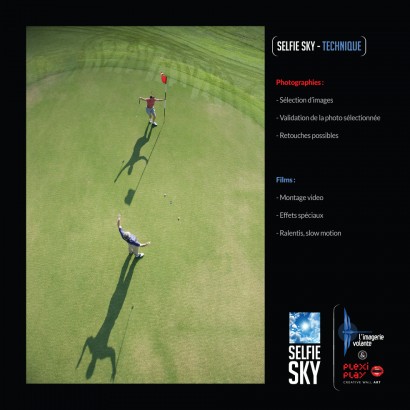 SELFIE SKY - TECHNIQUE
Photographies :
- Sélection d'images
- Validation de la photo sélectionnée
- Retouches possibles
Films :
- Montage video
- Effets spéciaux
- Ralentis, slow motion
SELFIE
SKY
L'imagerie
volante
&
PLEXI
PLAY
CREATIVE WALL ART